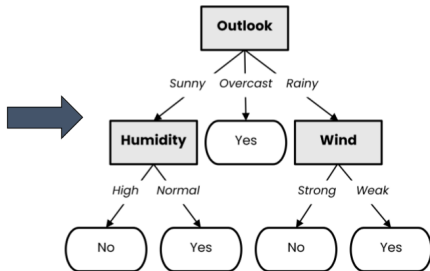 Outlook
Sunny Overcast Rainy
Humidity Yes Wind
High Normal Strong Weak
No Yes No Yes